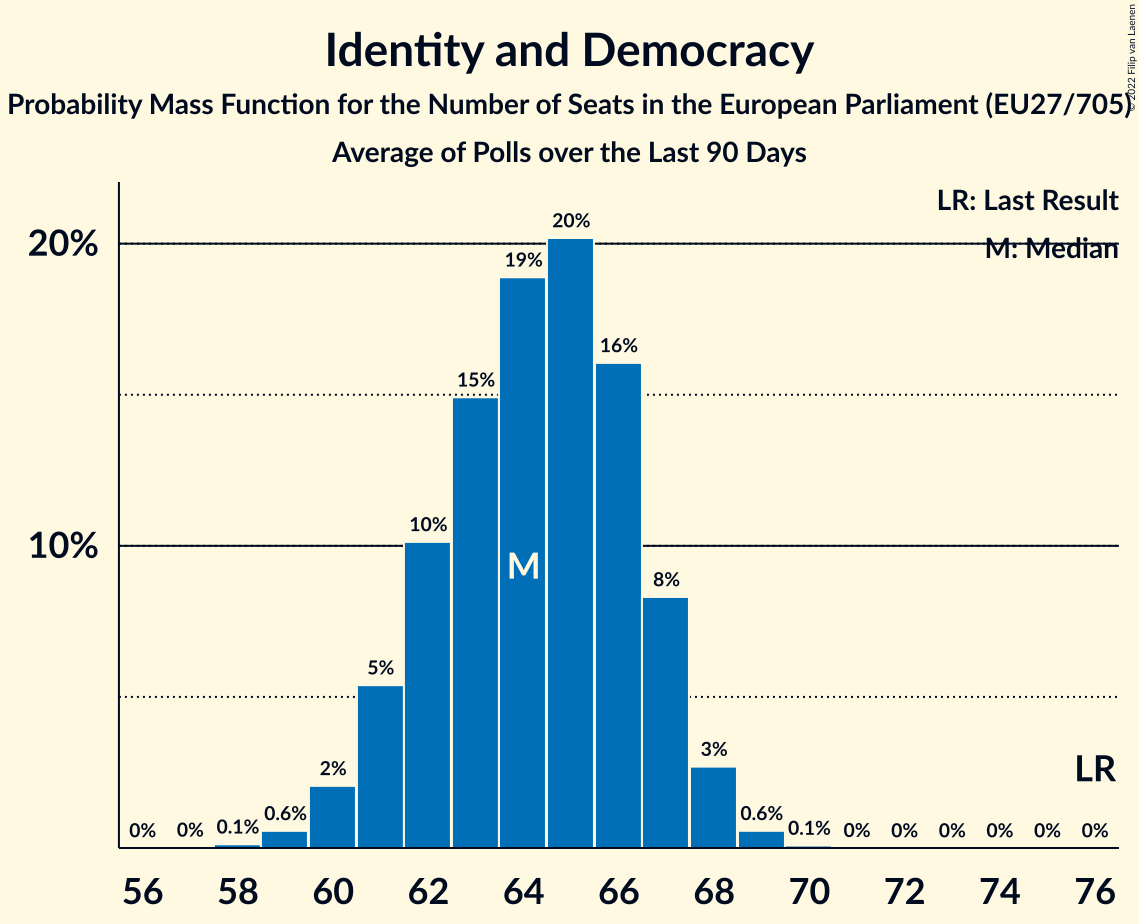 © 2022 Filip van Laenen
Identity and Democracy
Probability Mass Function for the Number of Seats in the European Parliament (EU27/705)
Average of Polls over the Last 90 Days
LR: Last Result
M: Median
20%
10%
0%
0%
0.1%
0.6%
2%
5%
10%
15%
19%
20%
16%
8%
3%
0.6%
0.1%
0%
0%
0%
0%
0%
0%
M
LR
56 58 60 62 64 66 68 70 72 74 76